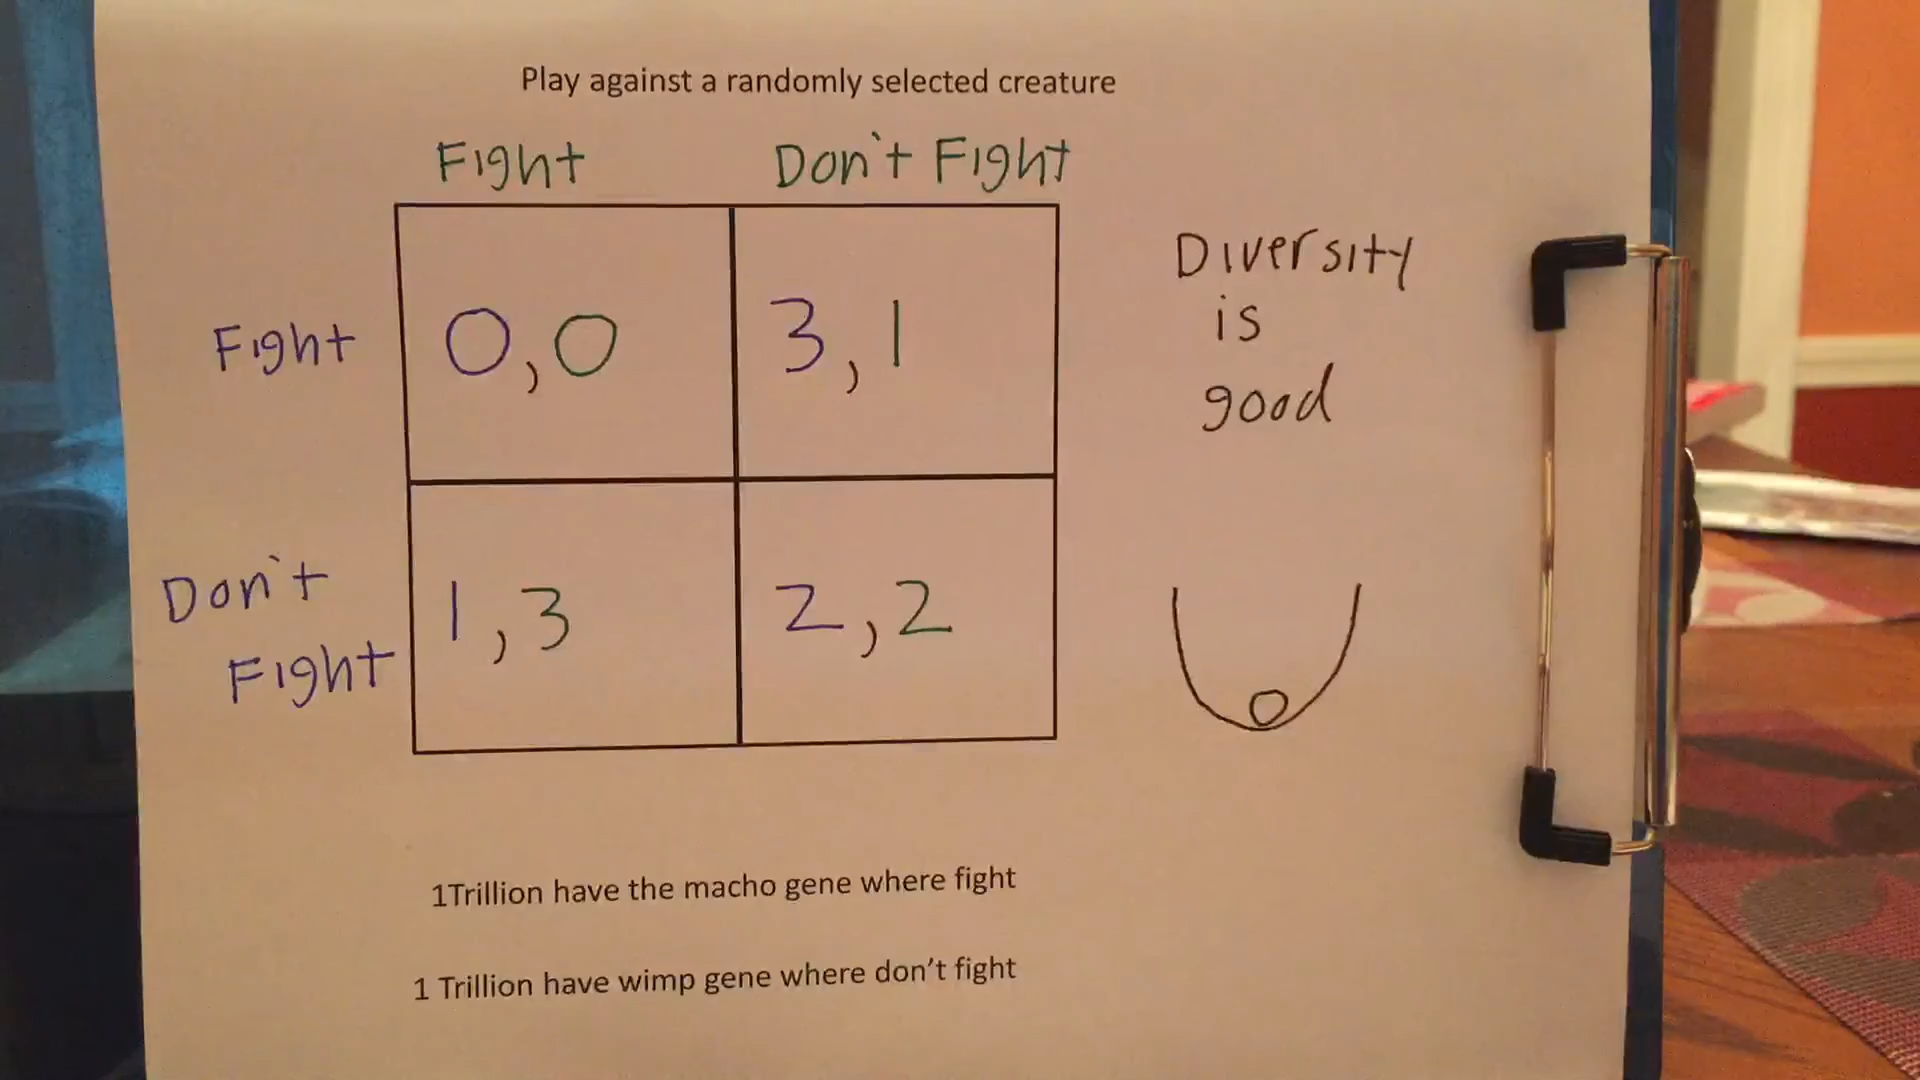 Play against a randomly selected creature
Fight Don't Fight
Fight 0,0 3,1
Diversity
is
good
Don't
Fight
1,3 2,2
1Trillion have the macho gene where fight
1 Trillion have wimp gene where don't fight